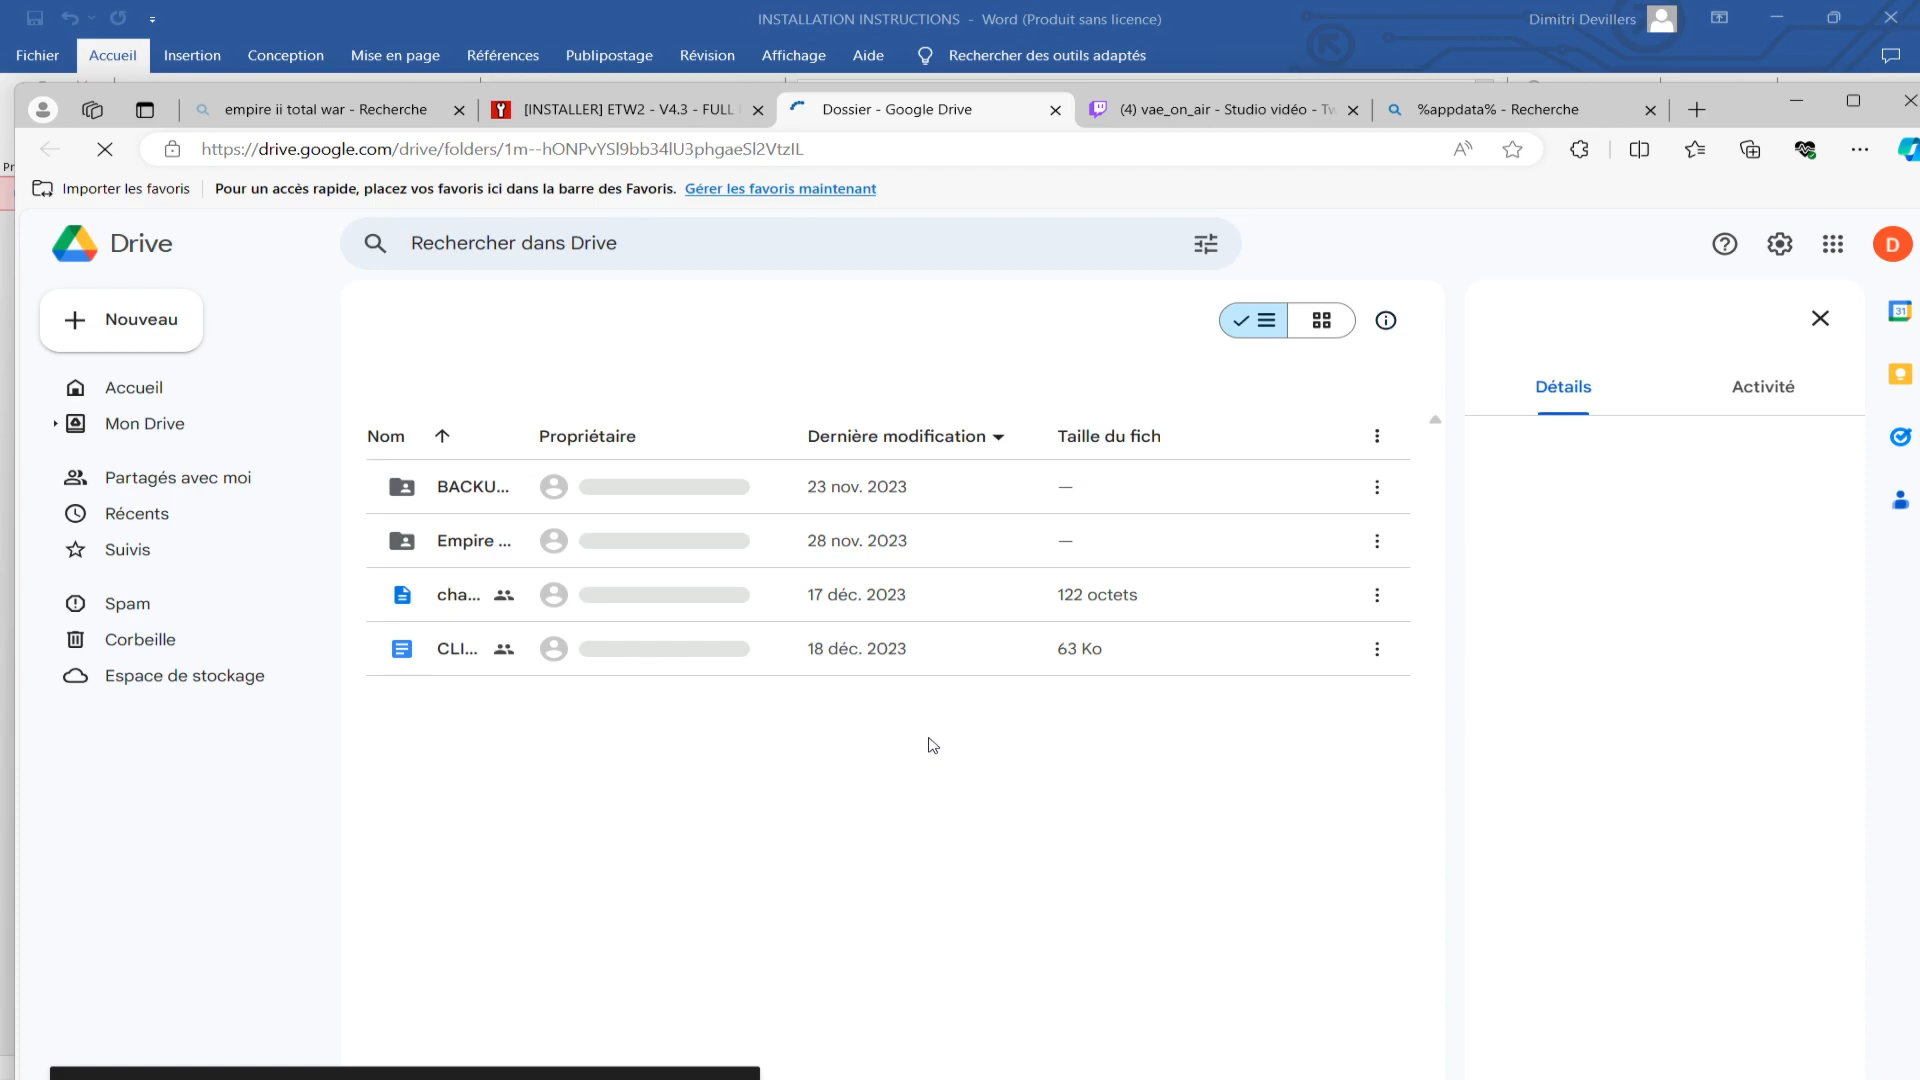 INSTALLATION INSTRUCTIONS - Word (Produit sans licence)
Dimitri Devillers
Fichier Accueil Insertion Conception Mise en page Références Publipostage Révision Affichage Aide Rechercher des outils adaptés
empire ii total war - Recherche
[INSTALLER] ETW2 - V4.3 - FULL
Dossier - Google Drive
(4) vae_on_air - Studio vidéo - Tw
%appdata% - Recherche
https://drive.google.com/drive/folders/1m--hONPvYSl9bb34lU3phgaeSl2VtzIL
Pr
Importer les favoris
Pour un accès rapide, placez vos favoris ici dans la barre des Favoris. Gérer les favoris maintenant
Drive
Rechercher dans Drive
D
Nouveau
31
Accueil
Mon Drive
Partagés avec moi
Récents
Suivis
Spam
Corbeille
Espace de stockage
Nom Propriétaire Dernière modification Taille du fich
BACKU... 23 nov. 2023 —
Empire ... 28 nov. 2023 —
cha... 17 déc. 2023 122 octets
CLI... 18 déc. 2023 63 Ko
Détails
Activité